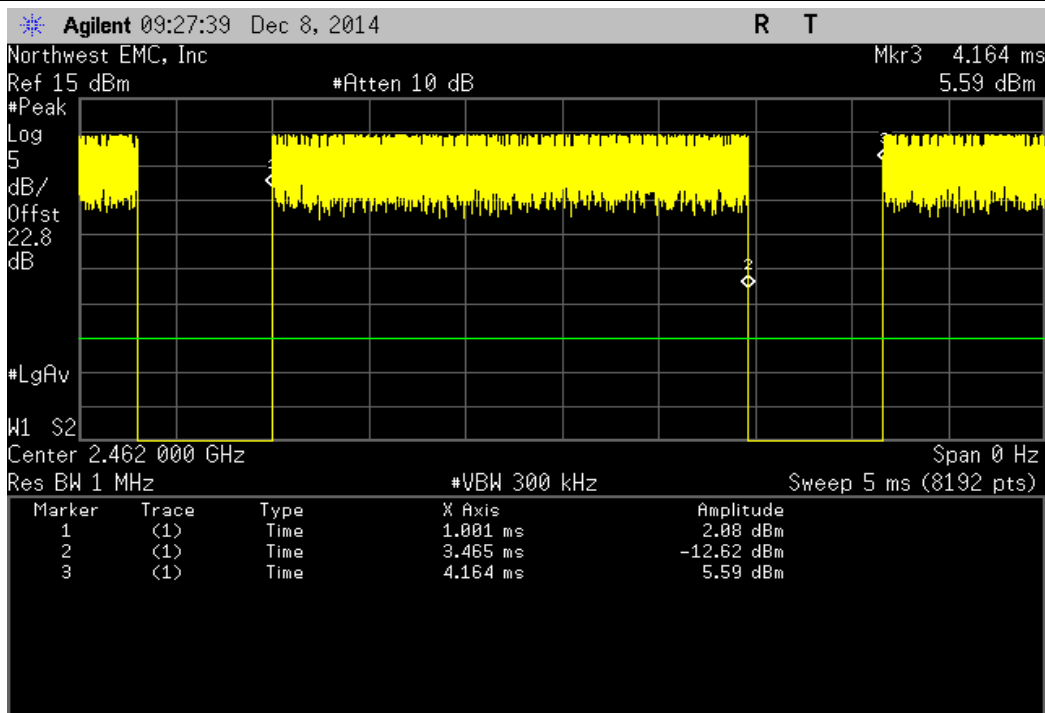 Agilent 09:27:39 Dec 8, 2014 R T
Northwest EMC, Inc Mkr3 4.164 ms
Ref 15 dBm #Atten 10 dB 5.59 dBm
#Peak
Log
5
dB/
Offst
22.8
dB
3
2
#LgAv
W1 S2
Center 2.462 000 GHz Span 0 Hz
Res BW 1 MHz #VBW 300 kHz Sweep 5 ms (8192 pts)
Marker Trace Type X Axis Amplitude
1 (1) Time 1.001 ms 2.08 dBm
2 (1) Time 3.465 ms -12.62 dBm
3 (1) Time 4.164 ms 5.59 dBm